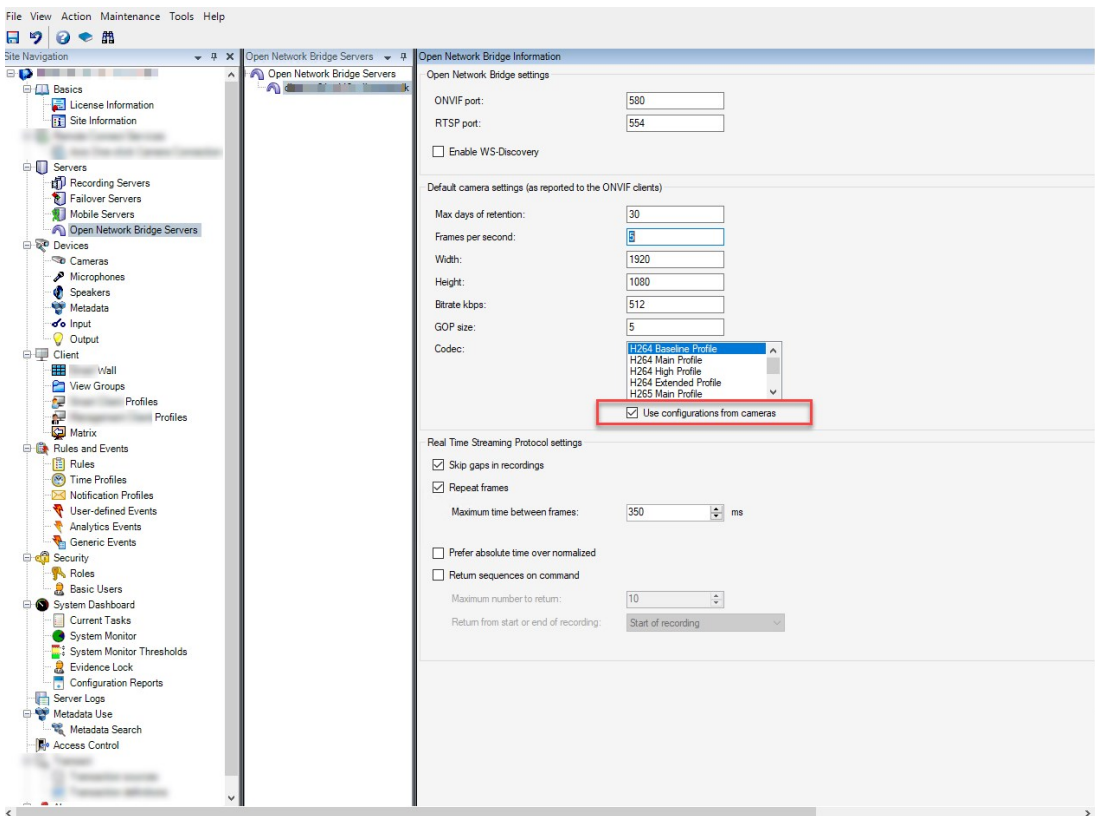 File View Action Maintenance Tools Help
Site Navigation
Open Network Bridge Servers
Open Network Bridge Information
Basics
License Information
Site Information
Servers
Recording Servers
Failover Servers
Mobile Servers
Open Network Bridge Servers
Devices
Cameras
Microphones
Speakers
Metadata
Input
Output
Client
Wall
View Groups
Profiles
Profiles
Matrix
Rules and Events
Rules
Time Profiles
Notification Profiles
User-defined Events
Analytics Events
Generic Events
Security
Roles
Basic Users
System Dashboard
Current Tasks
System Monitor
System Monitor Thresholds
Evidence Lock
Configuration Reports
Server Logs
Metadata Use
Metadata Search
Access Control
Open Network Bridge Servers
Open Network Bridge settings
ONVIF port: 580
RTSP port: 554
Enable WS-Discovery
Default camera settings (as reported to the ONVIF clients)
Max days of retention: 30
Frames per second: 5
Width: 1920
Height: 1080
Bitrate kbps: 512
GOP size: 5
Codec: H264 Baseline Profile
H264 Main Profile
H264 High Profile
H264 Extended Profile
H265 Main Profile
Use configurations from cameras
Real Time Streaming Protocol settings
Skip gaps in recordings
Repeat frames
Maximum time between frames: 350 ms
Prefer absolute time over normalized
Return sequences on command
Maximum number to return: 10
Return from start or end of recording: Start of recording